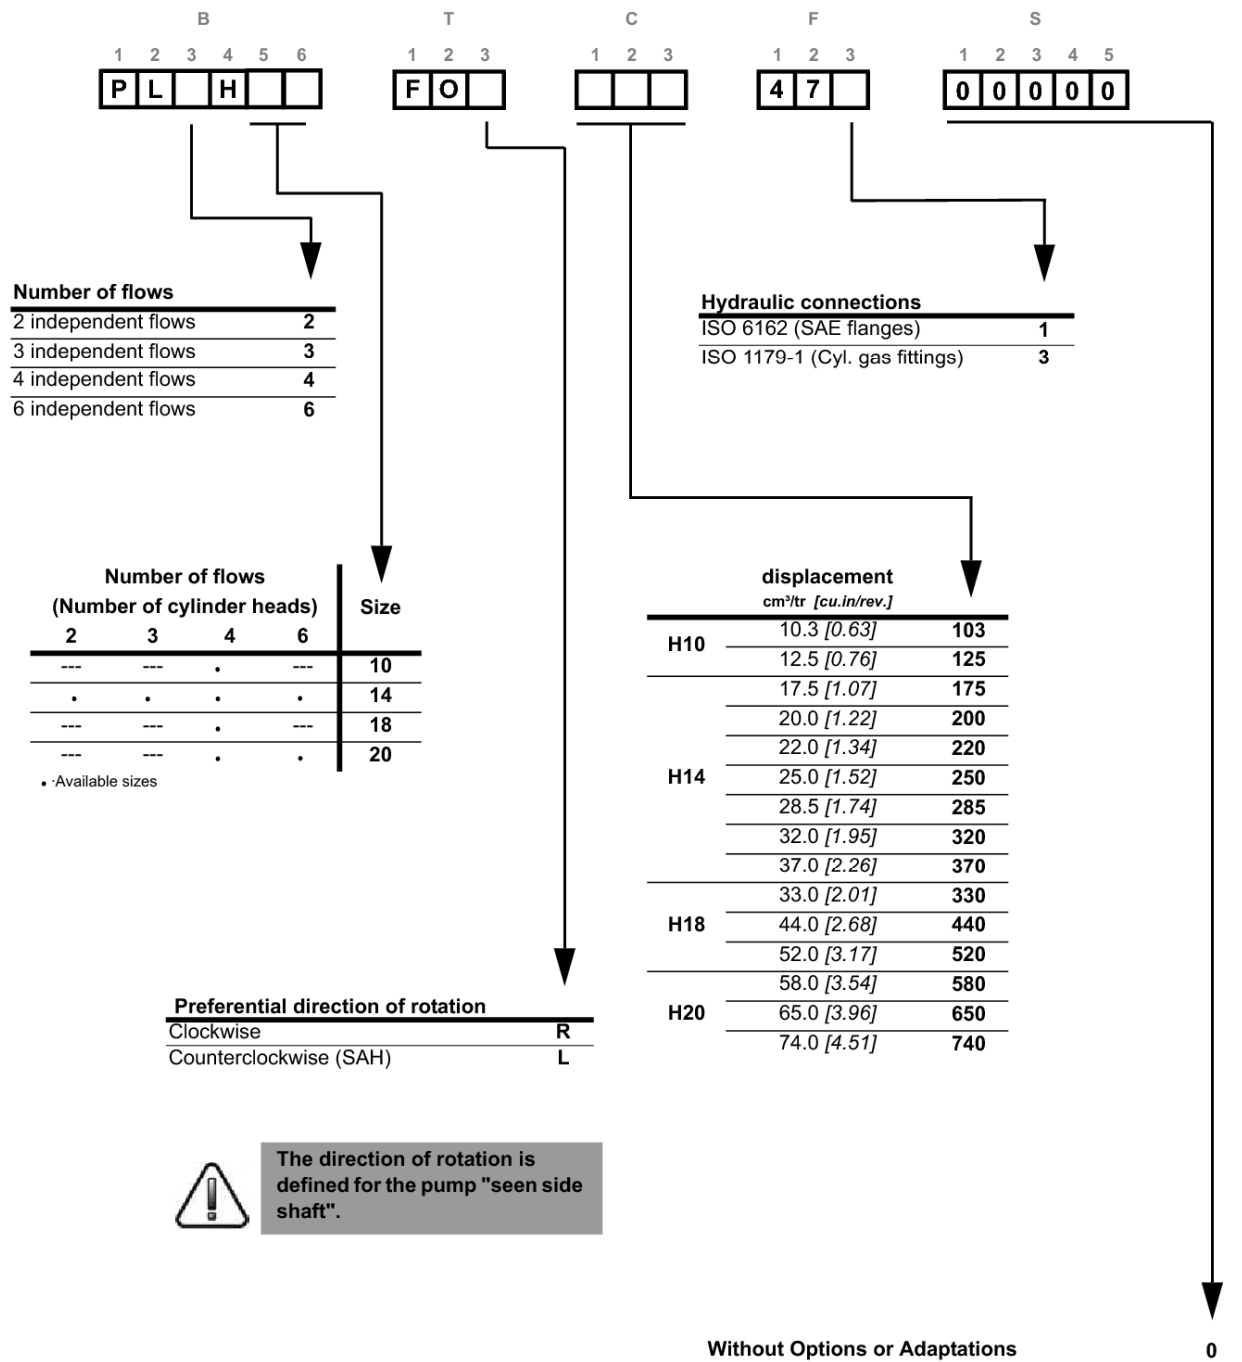 B T C F S
1 2 3 4 5 6 1 2 3 1 2 3 1 2 3 1 2 3 4 5
P L H F O 4 7 0 0 0 0 0
Number of flows
2 independent flows 2
3 independent flows 3
4 independent flows 4
6 independent flows 6
Hydraulic connections
ISO 6162 (SAE flanges) 1
ISO 1179-1 (Cyl. gas fittings) 3
Number of flows
(Number of cylinder heads) Size
2 3 4 6
--- --- • --- 10
• • • • 14
--- --- • --- 18
--- --- • • 20
• ·Available sizes
displacement
cm³/tr [cu.in/rev.]
H10
10.3 [0.63] 103
12.5 [0.76] 125
H14
17.5 [1.07] 175
20.0 [1.22] 200
22.0 [1.34] 220
25.0 [1.52] 250
28.5 [1.74] 285
32.0 [1.95] 320
37.0 [2.26] 370
H18
33.0 [2.01] 330
44.0 [2.68] 440
52.0 [3.17] 520
H20
58.0 [3.54] 580
65.0 [3.96] 650
74.0 [4.51] 740
Preferential direction of rotation
Clockwise R
Counterclockwise (SAH) L
The direction of rotation is
defined for the pump "seen side
shaft".
Without Options or Adaptations 0